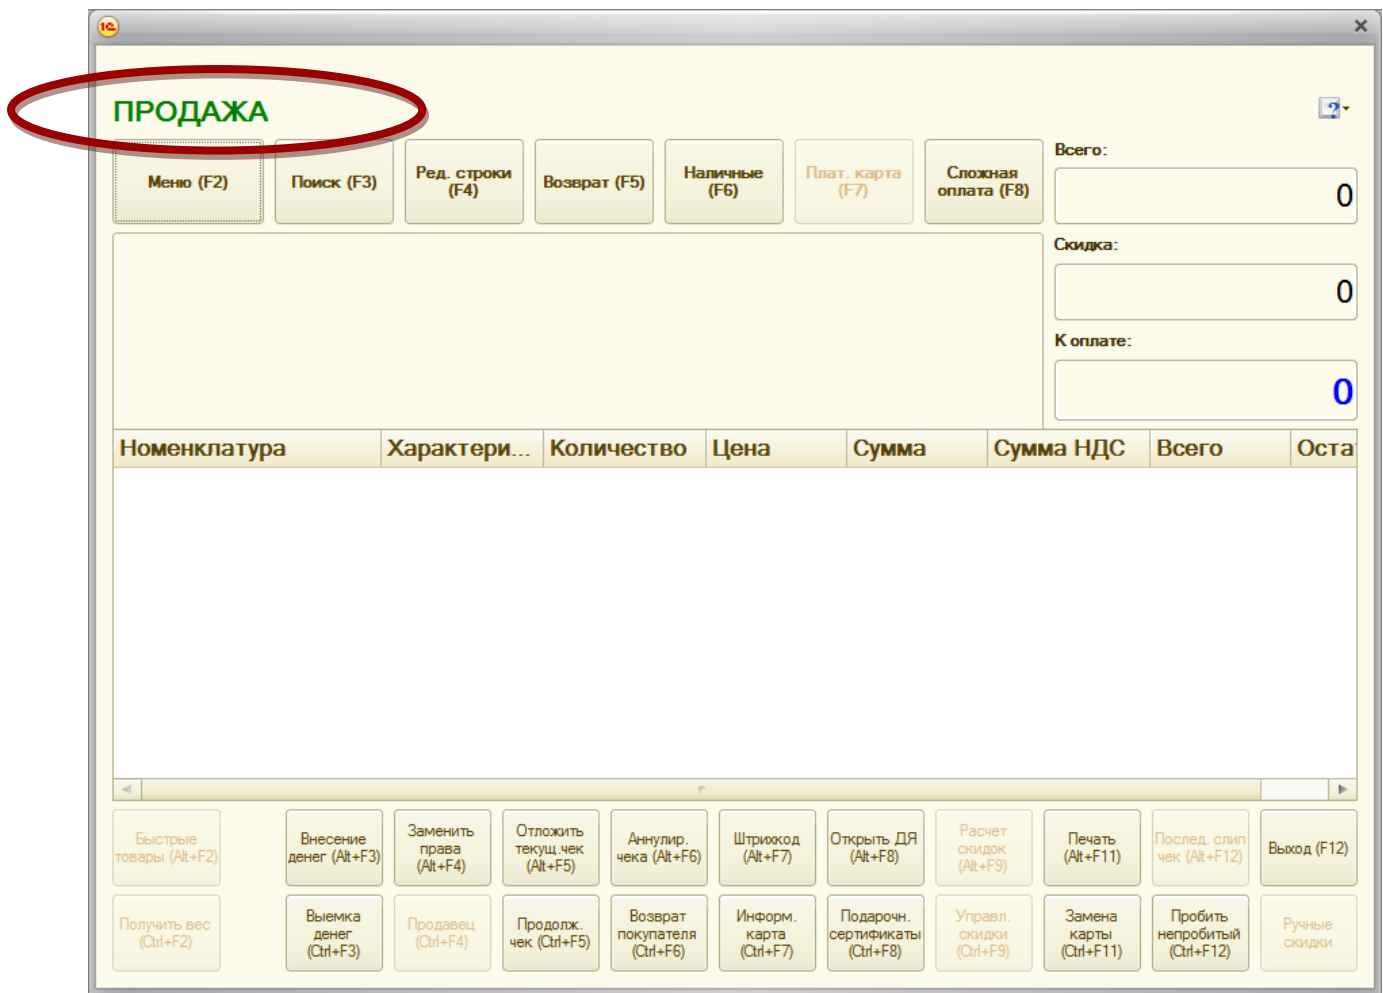 1С
ПРОДАЖА
Меню (F2)
Поиск (F3)
Ред. строки
(F4)
Возврат (F5)
Наличные
(F6)
Плат. карта
(F7)
Сложная
оплата (F8)
Всего:
0
Скидка:
0
К оплате:
0
Номенклатура Характери... Количество Цена Сумма Сумма НДС Всего Оста
Быстрые
товары (Alt+F2)
Внесение
денег (Alt+F3)
Заменить
права
(Alt+F4)
Отложить
текущ.чек
(Alt+F5)
Аннулир.
чека (Alt+F6)
Штрихкод
(Alt+F7)
Открыть ДЯ
(Alt+F8)
Расчет
скидок
(Alt+F9)
Печать
(Alt+F11)
Послед. слип
чек (Alt+F12)
Выход (F12)
Получить вес
(Ctrl+F2)
Выемка
денег
(Ctrl+F3)
Продавец
(Ctrl+F4)
Продолж.
чек (Ctrl+F5)
Возврат
покупателя
(Ctrl+F6)
Информ.
карта
(Ctrl+F7)
Подарочн.
сертификаты
(Ctrl+F8)
Управл.
скидки
(Ctrl+F9)
Замена
карты
(Ctrl+F11)
Пробить
непробитый
(Ctrl+F12)
Ручные
скидки